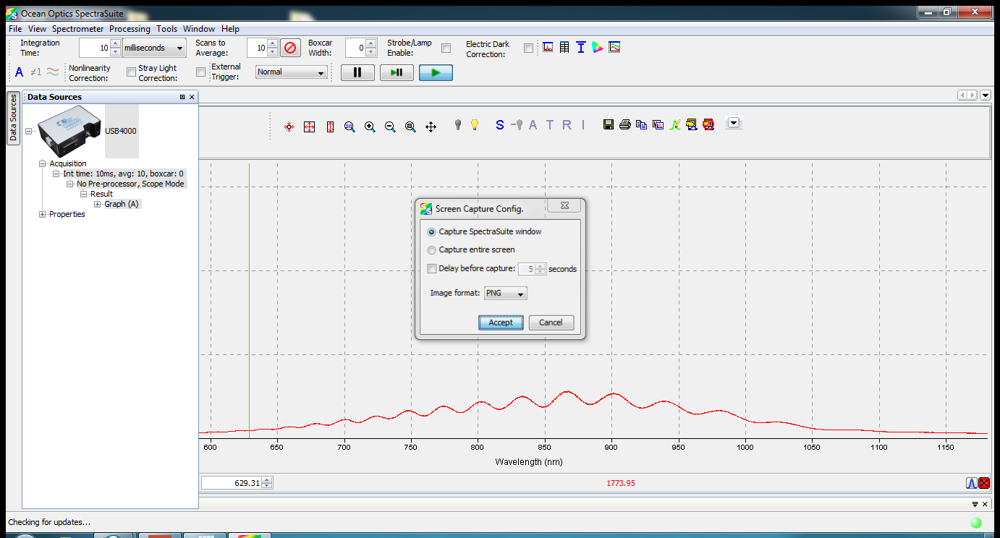 Ocean Optics SpectraSuite
File View Spectrometer Processing Tools Window Help
Integration Time: 10 milliseconds Scans to Average: 10 Boxcar Width: 0 Strobe/Lamp Enable: Electric Dark Correction:
A ≠1 Nonlinearity Correction: Stray Light Correction: External Trigger: Normal
Data Sources
Data Sources
USB4000
S A T R I
Acquisition
Int time: 10ms, avg: 10, boxcar: 0
No Pre-processor, Scope Mode
Result
Graph (A)
Properties
Screen Capture Config.
Capture SpectraSuite window
Capture entire screen
Delay before capture: 5 seconds
Image format: PNG
Accept Cancel
600 650 700 750 800 850 900 950 1000 1050 1100 1150
Wavelength (nm)
629.31 1773.95
Checking for updates...